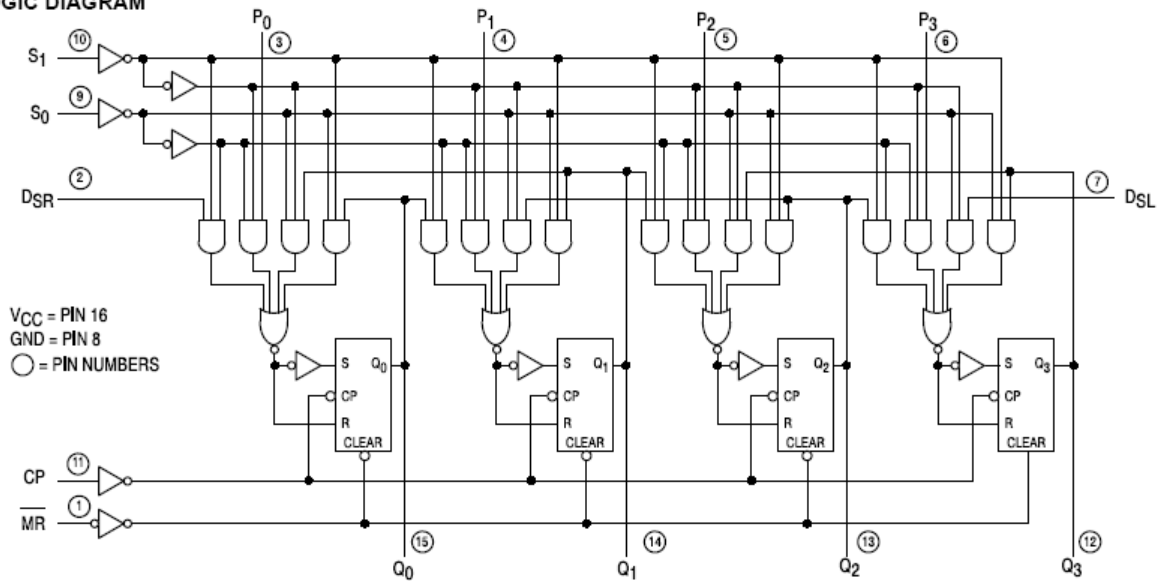 OGIC DIAGRAM
P0 P1 P2 P3
3 4 5 6
10
S1
9
S0
2 7
DSR DSL
VCC = PIN 16
GND = PIN 8
= PIN NUMBERS
S Q0 S Q1 S Q2 S Q3
CP CP CP CP
R R R R
CLEAR CLEAR CLEAR CLEAR
11
CP
1
MR
15 14 13 12
Q0 Q1 Q2 Q3